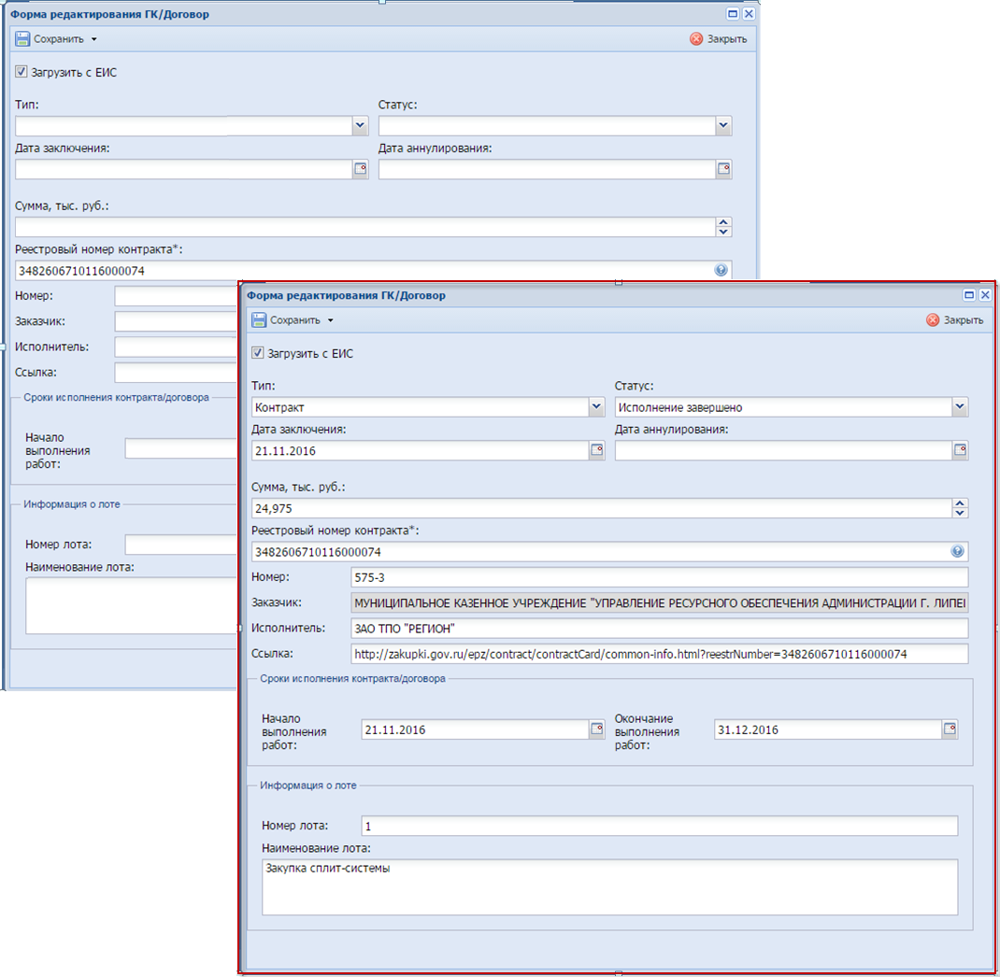 Форма редактирования ГК/Договор
Сохранить
Закрыть
Загрузить с ЕИС
Тип:
Статус:
Дата заключения:
Дата аннулирования:
Сумма, тыс. руб.:
Реестровый номер контракта*:
3482606710116000074
Номер:
Заказчик:
Исполнитель:
Ссылка:
Сроки исполнения контракта/договора
Начало
выполнения
работ:
Информация о лоте
Номер лота:
Наименование лота:
Форма редактирования ГК/Договор
Сохранить
Закрыть
Загрузить с ЕИС
Тип:
Статус:
Контракт
Исполнение завершено
Дата заключения:
Дата аннулирования:
21.11.2016
Сумма, тыс. руб.:
24,975
Реестровый номер контракта*:
3482606710116000074
Номер: 575-3
Заказчик: МУНИЦИПАЛЬНОЕ КАЗЕННОЕ УЧРЕЖДЕНИЕ "УПРАВЛЕНИЕ РЕСУРСНОГО ОБЕСПЕЧЕНИЯ АДМИНИСТРАЦИИ Г. ЛИПЕ
Исполнитель: ЗАО ТПО "РЕГИОН"
Ссылка: http://zakupki.gov.ru/epz/contract/contractCard/common-info.html?reestrNumber=3482606710116000074
Сроки исполнения контракта/договора
Начало
выполнения
работ:
21.11.2016
Окончание
выполнения
работ:
31.12.2016
Информация о лоте
Номер лота: 1
Наименование лота:
Закупка сплит-системы